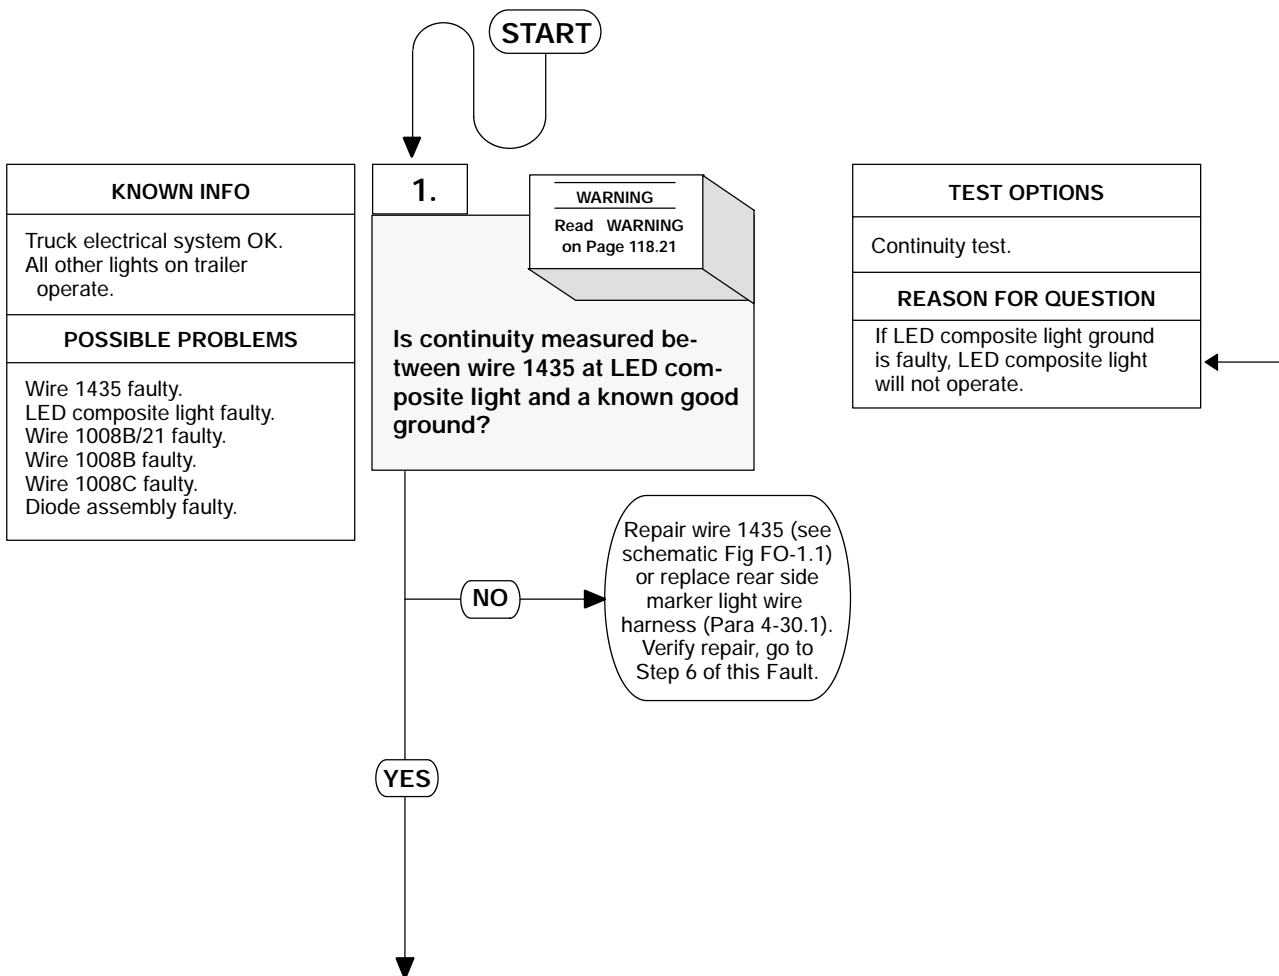 START
KNOWN INFO
Truck electrical system OK.
All other lights on trailer
operate.
POSSIBLE PROBLEMS
Wire 1435 faulty.
LED composite light faulty.
Wire 1008B/21 faulty.
Wire 1008B faulty.
Wire 1008C faulty.
Diode assembly faulty.
1.
WARNING
Read WARNING
on Page 118.21
Is continuity measured be-
tween wire 1435 at LED com-
posite light and a known good
ground?
TEST OPTIONS
Continuity test.
REASON FOR QUESTION
If LED composite light ground
is faulty, LED composite light
will not operate.
NO
Repair wire 1435 (see
schematic Fig FO-1.1)
or replace rear side
marker light wire
harness (Para 4-30.1).
Verify repair, go to
Step 6 of this Fault.
YES